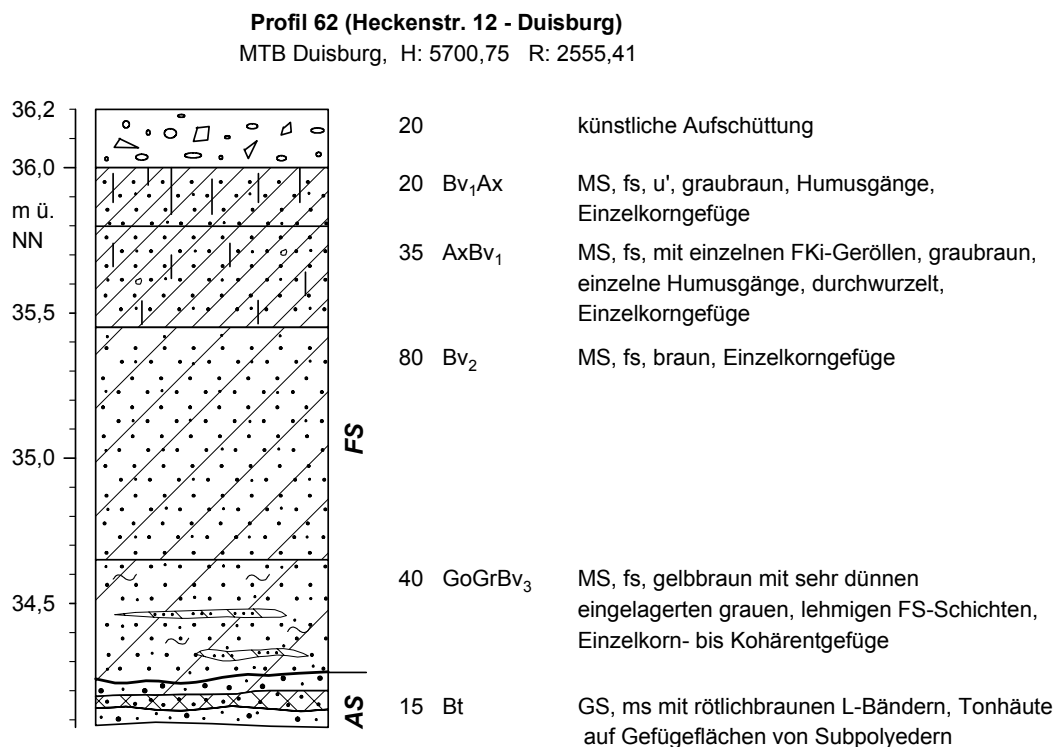 Profil 62 (Heckenstr. 12 - Duisburg)
MTB Duisburg, H: 5700,75 R: 2555,41
36,2
20 künstliche Aufschüttung
36,0
20 Bv₁Ax MS, fs, u', graubraun, Humusgänge,
Einzelkorngefüge
m ü.
NN
35 AxBv₁ MS, fs, mit einzelnen FKi-Geröllen, graubraun,
einzelne Humusgänge, durchwurzelt,
Einzelkorngefüge
35,5
80 Bv₂ MS, fs, braun, Einzelkorngefüge
FS
35,0
40 GoGrBv₃ MS, fs, gelbbraun mit sehr dünnen
eingelagerten grauen, lehmigen FS-Schichten,
Einzelkorn- bis Kohärentgefüge
34,5
AS
15 Bt GS, ms mit rötlichbraunen L-Bändern, Tonhäute
auf Gefügeflächen von Subpolyedern